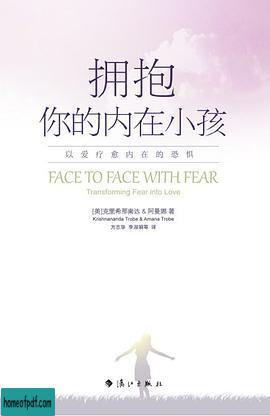 拥抱
你的内在小孩
以爱疗愈内在的恐惧
FACE TO FACE WITH FEAR
Transforming Fear into Love
[美]克里希那南达 & 阿曼娜 著
Krishnananda Trobe & Amana Trobe
方志华 李淑娟等 译
漓江出版社
homeofpdf.com